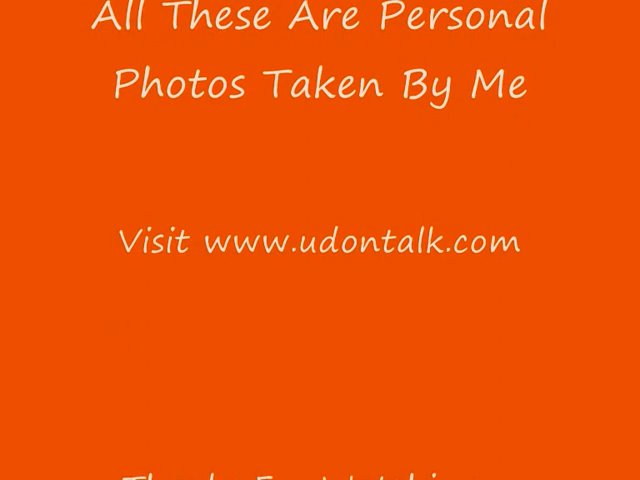 All These Are Personal
Photos Taken By Me
Visit www.udontalk.com